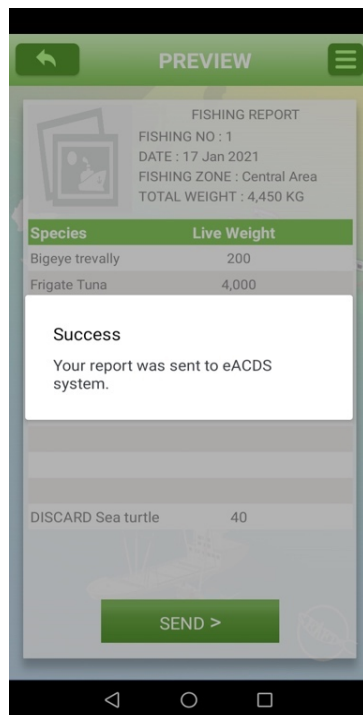 PREVIEW
FISHING REPORT
FISHING NO : 1
DATE : 17 Jan 2021
FISHING ZONE : Central Area
TOTAL WEIGHT : 4,450 KG
Species Live Weight
Bigeye trevally 200
Frigate Tuna 4,000
Success
Your report was sent to eACDS
system.
DISCARD Sea turtle 40
SEND >